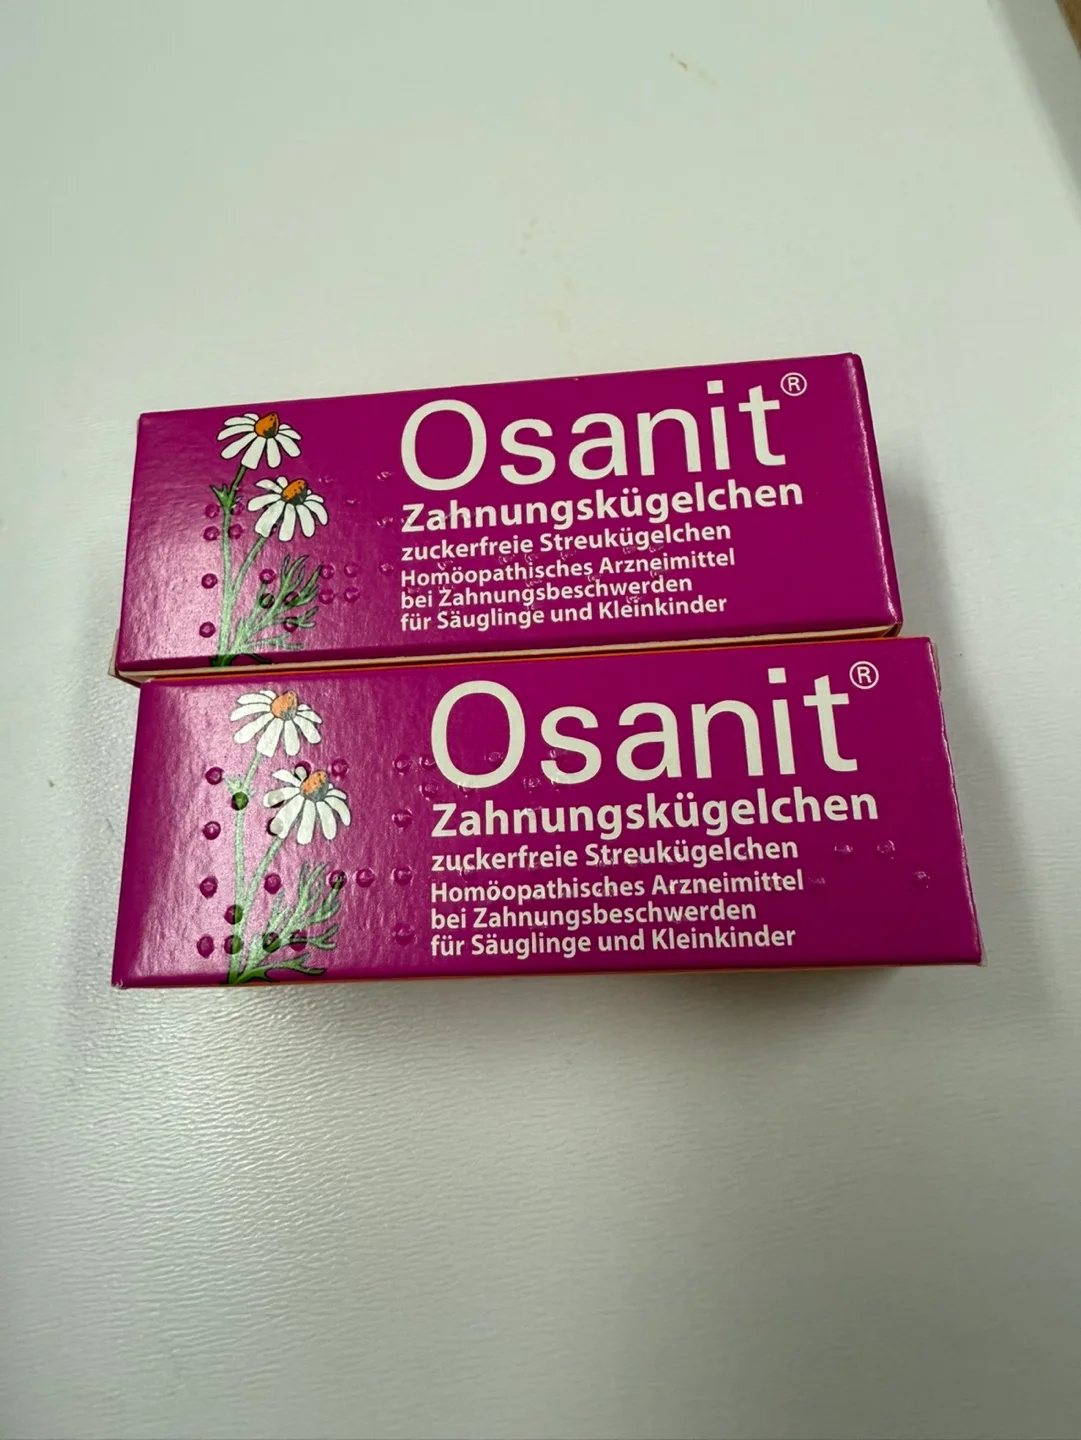 Osanit®
Zahnungskügelchen
zuckerfreie Streukügelchen
Homöopathisches Arzneimittel
bei Zahnungsbeschwerden
für Säuglinge und Kleinkinder
Osanit®
Zahnungskügelchen
zuckerfreie Streukügelchen
Homöopathisches Arzneimittel
bei Zahnungsbeschwerden
für Säuglinge und Kleinkinder